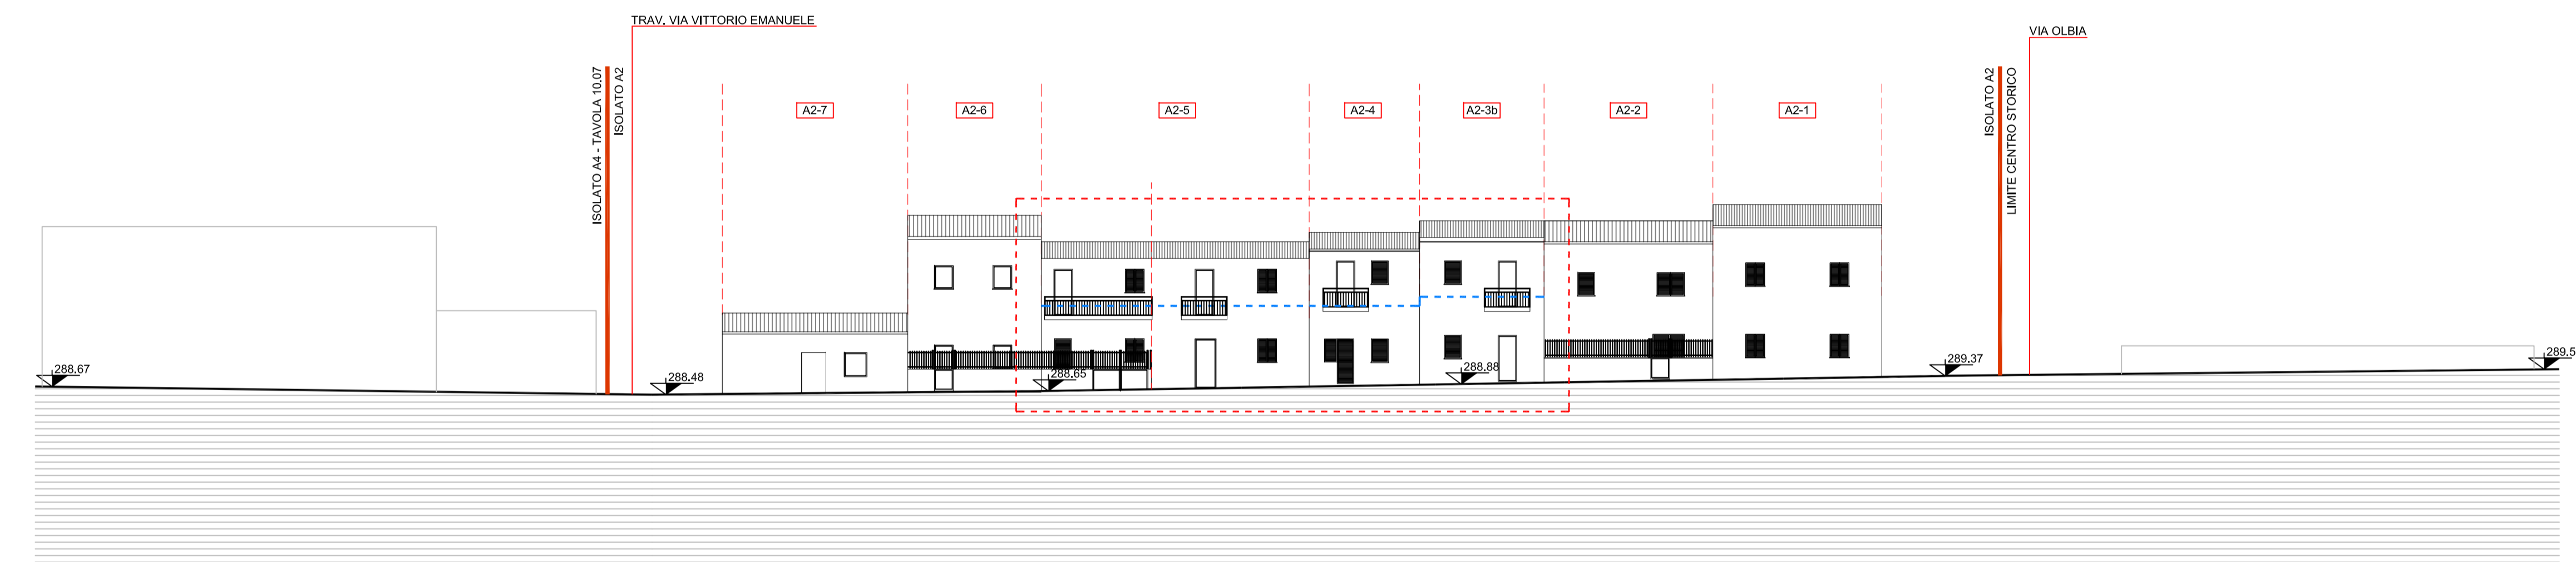 TRAV. VIA VITTORIO EMANUELE
VIA OLBIA
ISOLATO A4 - TAVOLA 10.07
ISOLATO A2
A2-7
A2-6
A2-5
A2-4
A2-3b
A2-2
A2-1
ISOLATO A2
LIMITE CENTRO STORICO
288.67
288.48
288.65
288.88
289.37
289.5